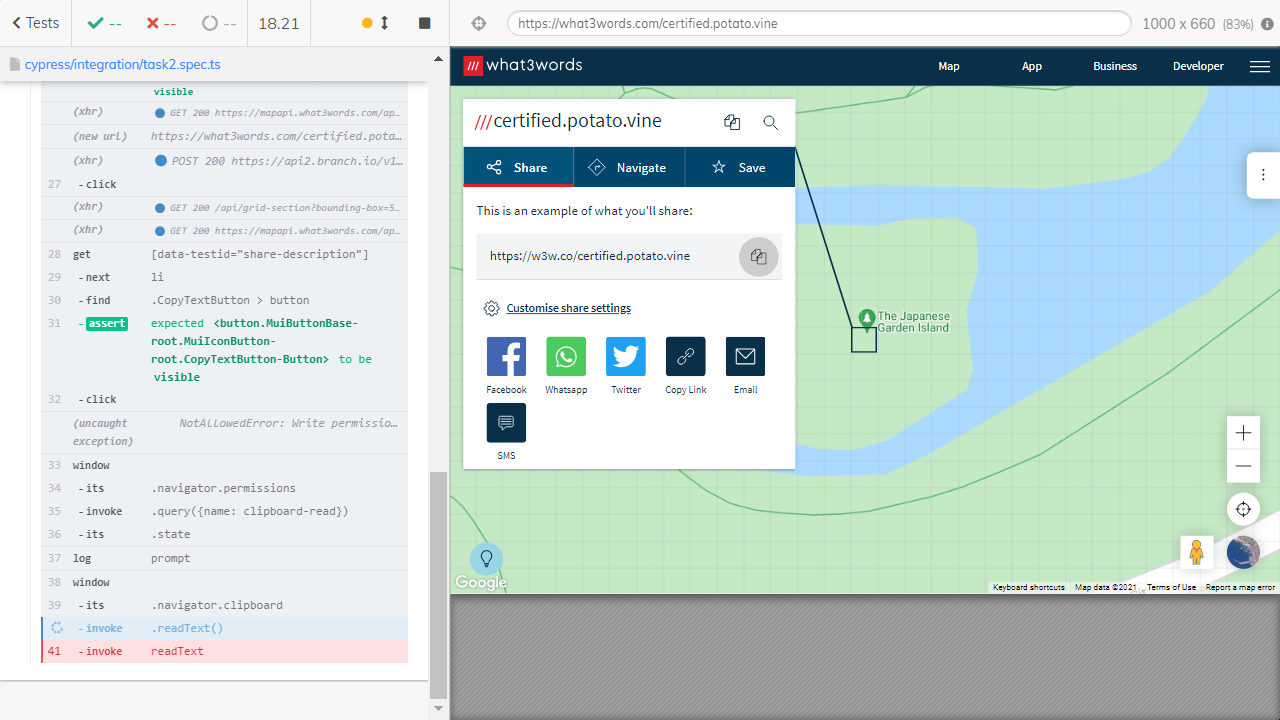 Tests
--
--
--
18.21
https://what3words.com/certified.potato.vine
1000 x 660 (83%)
cypress/integration/task2.spec.ts
visible
(xhr) GET 200 https://mapapi.what3words.com/ap...
(new url) https://what3words.com/certified.pota...
(xhr) POST 200 https://api2.branch.io/v1...
27 -click
(xhr) GET 200 /api/grid-section?bounding-box=5...
(xhr) GET 200 https://mapapi.what3words.com/ap...
28 get [data-testid="share-description"]
29 -next li
30 -find .CopyTextButton > button
31 -assert expected <button.MuiButtonBase-
root.MuiIconButton-
root.CopyTextButton-Button> to be
visible
32 -click
(uncaught NotAllowedError: Write permissio...
exception)
33 window
34 -its .navigator.permissions
35 -invoke .query({name: clipboard-read})
36 -its .state
37 log prompt
38 window
39 -its .navigator.clipboard
-invoke .readText()
41 -invoke readText
/// what3words
Map
App
Business
Developer
///certified.potato.vine
Share
Navigate
Save
This is an example of what you'll share:
https://w3w.co/certified.potato.vine
Customise share settings
Facebook
Whatsapp
Twitter
Copy Link
Email
SMS
The Japanese
Garden Island
Google
Keyboard shortcuts
Map data ©2021
Terms of Use
Report a map error